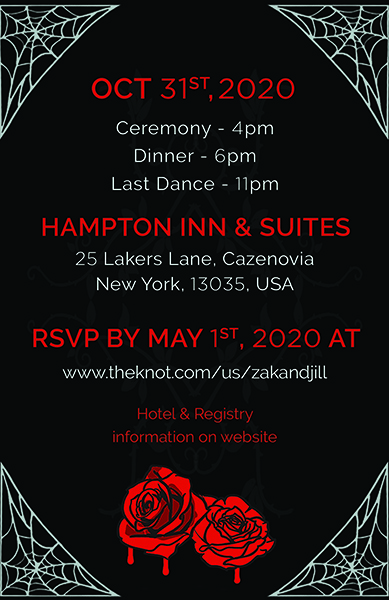 OCT 31ST, 2020
Ceremony - 4pm
Dinner - 6pm
Last Dance - 11pm
HAMPTON INN & SUITES
25 Lakers Lane, Cazenovia
New York, 13035, USA
RSVP BY MAY 1ST, 2020 AT
www.theknot.com/us/zakandjill
Hotel & Registry
information on website